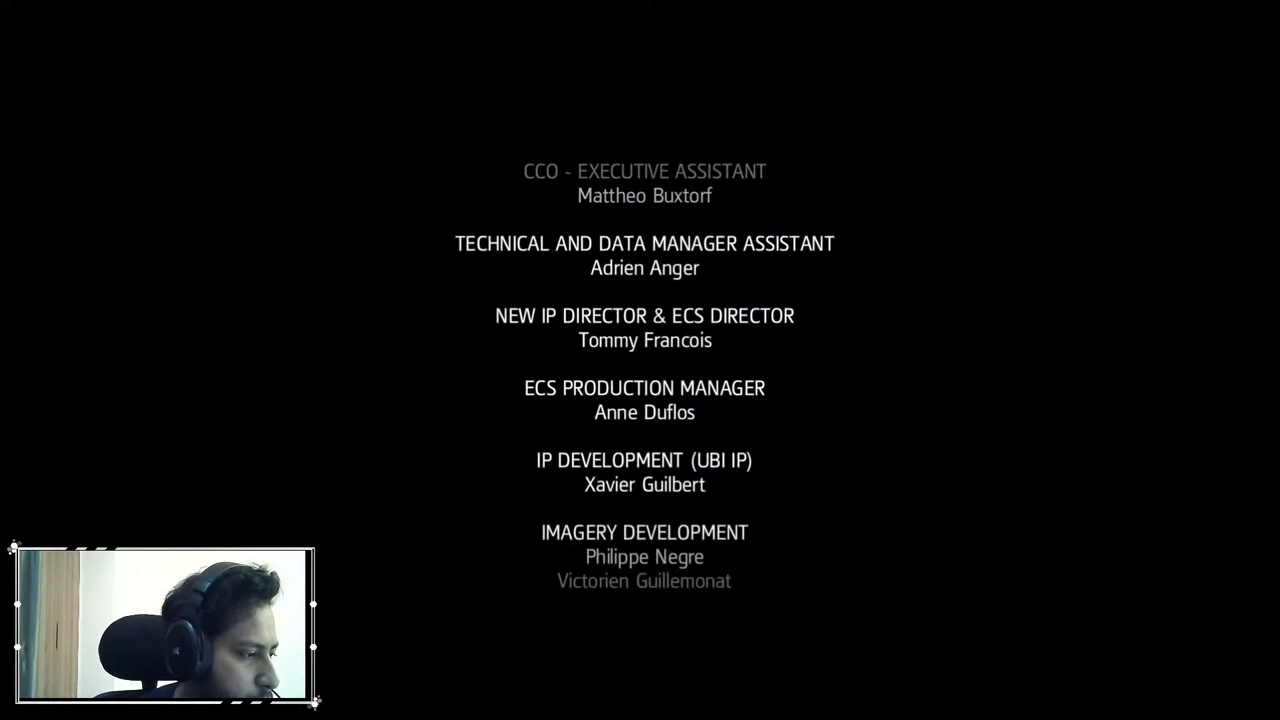 CCO - EXECUTIVE ASSISTANT
Mattheo Buxtorf
TECHNICAL AND DATA MANAGER ASSISTANT
Adrien Anger
NEW IP DIRECTOR & ECS DIRECTOR
Tommy Francois
ECS PRODUCTION MANAGER
Anne Duflos
IP DEVELOPMENT (UBI IP)
Xavier Guilbert
IMAGERY DEVELOPMENT
Philippe Negre
Victorien Guillemonat